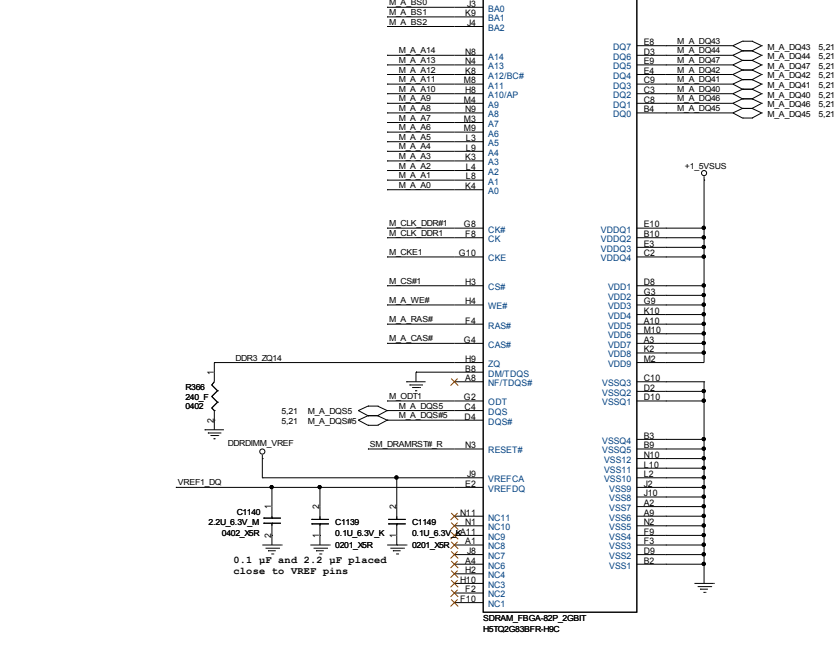 M_A_BS0 J3 BA0
M_A_BS1 K9 BA1
M_A_BS2 J4 BA2
M_A_A14 N8 A14
M_A_A13 N4 A13
M_A_A12 K8 A12/BC#
M_A_A11 M8 A11
M_A_A10 H8 A10/AP
M_A_A9 M4 A9
M_A_A8 N9 A8
M_A_A7 M3 A7
M_A_A6 M9 A6
M_A_A5 L3 A5
M_A_A4 L9 A4
M_A_A3 K3 A3
M_A_A2 L4 A2
M_A_A1 L8 A1
M_A_A0 K4 A0
DQ7 E8 M_A_DQ43 M_A_DQ43 5,21
DQ6 D3 M_A_DQ44 M_A_DQ44 5,21
DQ5 E9 M_A_DQ47 M_A_DQ47 5,21
DQ4 E4 M_A_DQ42 M_A_DQ42 5,21
DQ3 C9 M_A_DQ41 M_A_DQ41 5,21
DQ2 C3 M_A_DQ40 M_A_DQ40 5,21
DQ1 C8 M_A_DQ46 M_A_DQ46 5,21
DQ0 B4 M_A_DQ45 M_A_DQ45 5,21
+1_5VSUS
M_CLK_DDR#1 G8 CK#
M_CLK_DDR1 F8 CK
M_CKE1 G10 CKE
M_CS#1 H3 CS#
M_A_WE# H4 WE#
M_A_RAS# F4 RAS#
M_A_CAS# G4 CAS#
DDR3_ZQ14 H9 ZQ
B8 DM/TDQS
A8 NF/TDQS#
M_ODT1 G2 ODT
5,21 M_A_DQS5 M_A_DQS5 C4 DQS
5,21 M_A_DQS#5 M_A_DQS#5 D4 DQS#
SM_DRAMRST#_R N3 RESET#
J9 VREFCA
E2 VREFDQ
VDDQ1 E10
VDDQ2 B10
VDDQ3 E3
VDDQ4 C2
VDD1 D8
VDD2 G3
VDD3 G9
VDD4 K10
VDD5 A10
VDD6 M10
VDD7 A3
VDD8 K2
VDD9 M2
VSSQ3 C10
VSSQ2 D2
VSSQ1 D10
VSSQ4 B3
VSSQ5 B9
VSS12 N10
VSS11 L10
VSS10 L2
VSS9 J2
VSS8 J10
VSS7 A2
VSS6 A9
VSS5 N2
VSS4 F9
VSS3 F3
VSS2 D9
VSS1 B2
1
R366
240_F
0402
2
DDRDIMM_VREF
VREF1_DQ
C1140
2.2U_6.3V_M
0402_X5R
C1139
0.1U_6.3V_K
0201_X5R
C1149
0.1U_6.3V_K
0201_X5R
0.1 µF and 2.2 µF placed
close to VREF pins
N11 NC11
N1 NC10
A11 NC9
A1 NC8
J8 NC7
A4 NC6
H2 NC4
H10 NC3
F2 NC2
F10 NC1
SDRAM_FBGA-82P_2GBIT
H5TQ2G83BFR-H9C